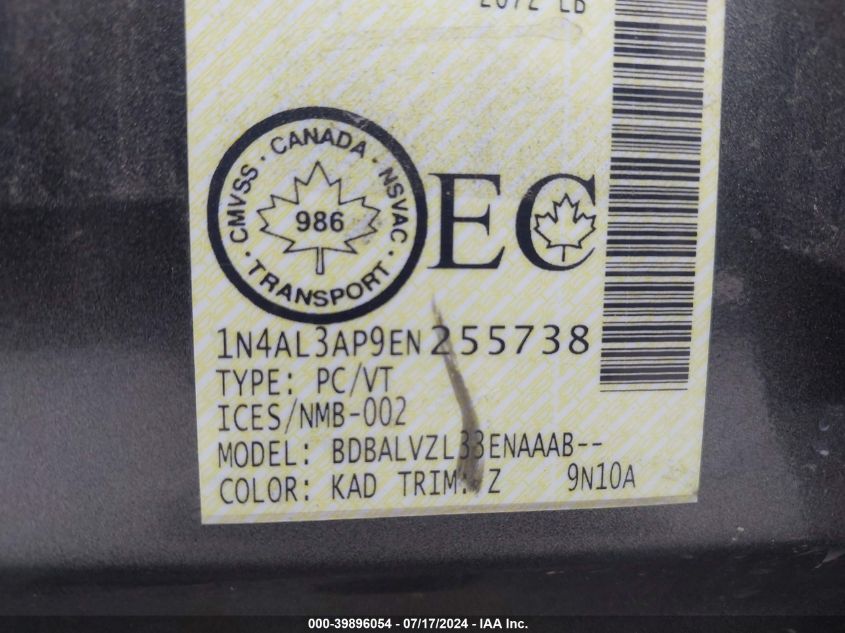 CMVSS · CANADA · NSVAC · TRANSPORT ·
986
EC
1N4AL3AP9EN255738
TYPE: PC/VT
ICES/NMB-002
MODEL: BDBALVZL33ENAAAB--
COLOR: KAD TRIM: Z 9N10A
000-39896054 - 07/17/2024 - IAA Inc.